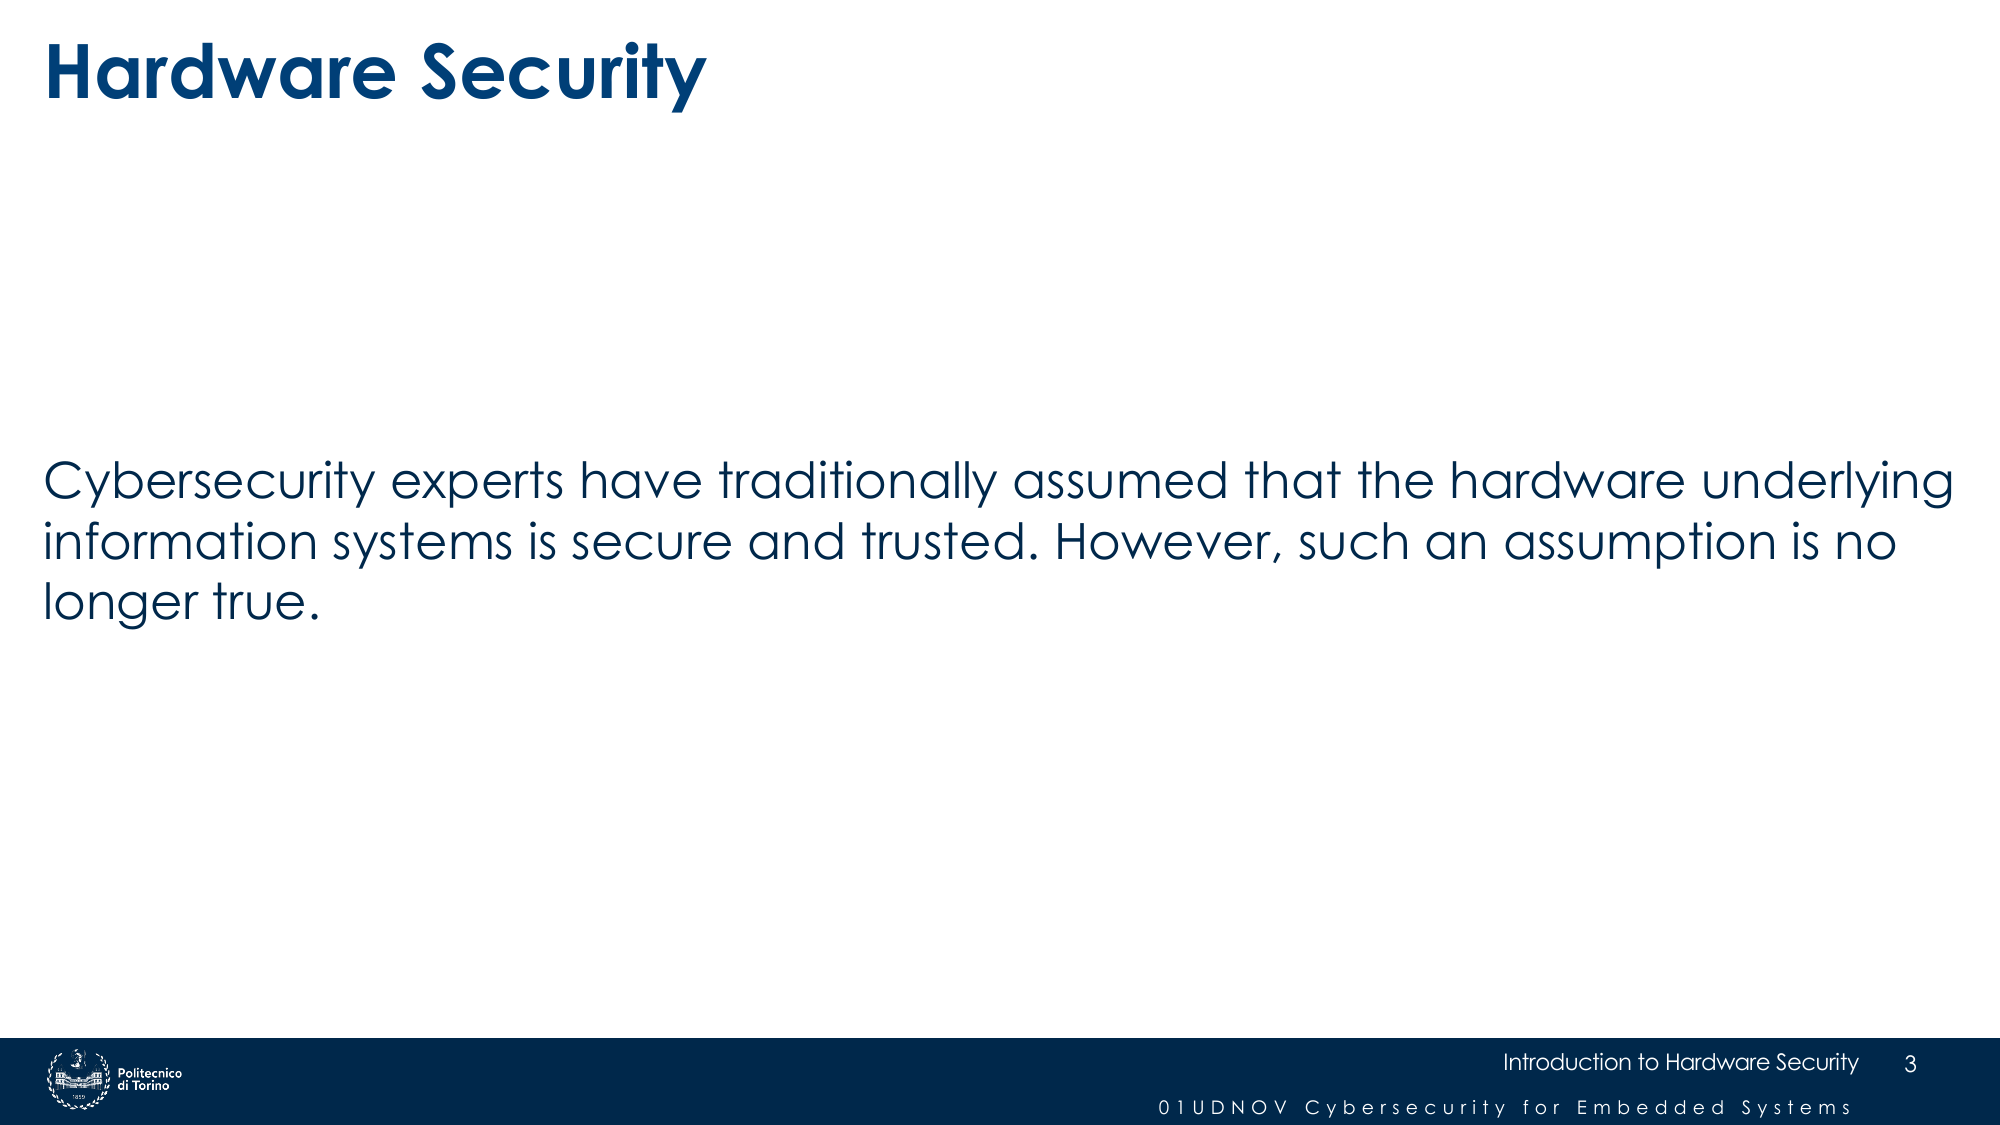 Hardware Security
Cybersecurity experts have traditionally assumed that the hardware underlying
information systems is secure and trusted. However, such an assumption is no
longer true.
Politecnico
di Torino
1859
Introduction to Hardware Security
3
01UDNOV Cybersecurity for Embedded Systems